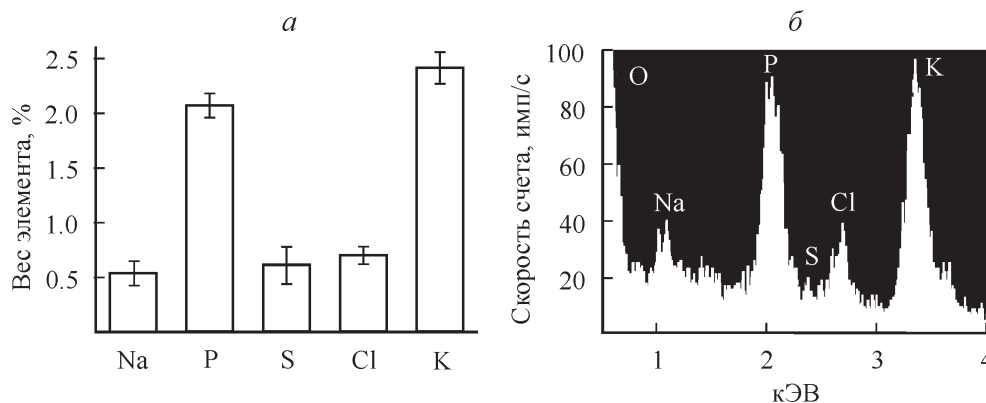 а
Вес элемента, %
2.5
2.0
1.5
1.0
0.5
Na P S Cl K
б
Скорость счета, имп/с
100
80
60
40
20
O
Na
P
S
Cl
K
1 2 3 4
кЭВ